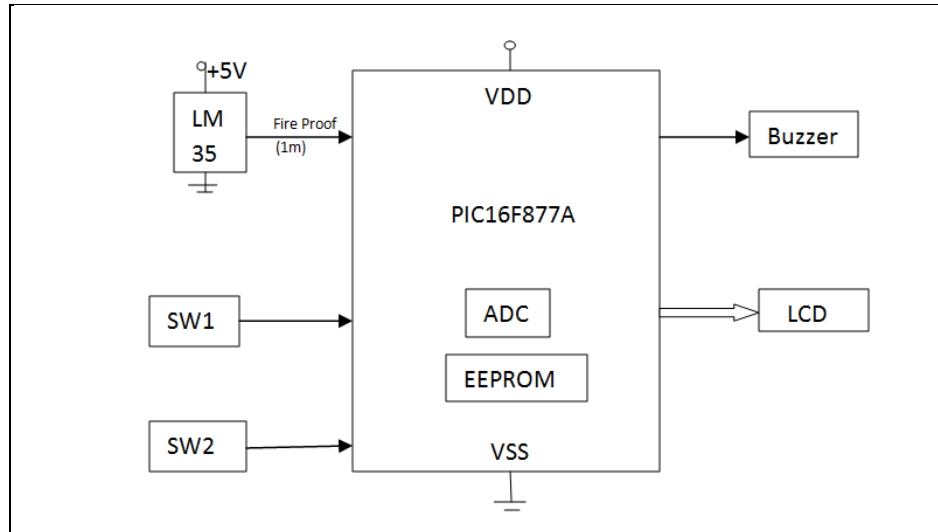 +5V
LM
35
Fire Proof
(1m)
VDD
Buzzer
PIC16F877A
SW1
ADC
LCD
EEPROM
SW2
VSS